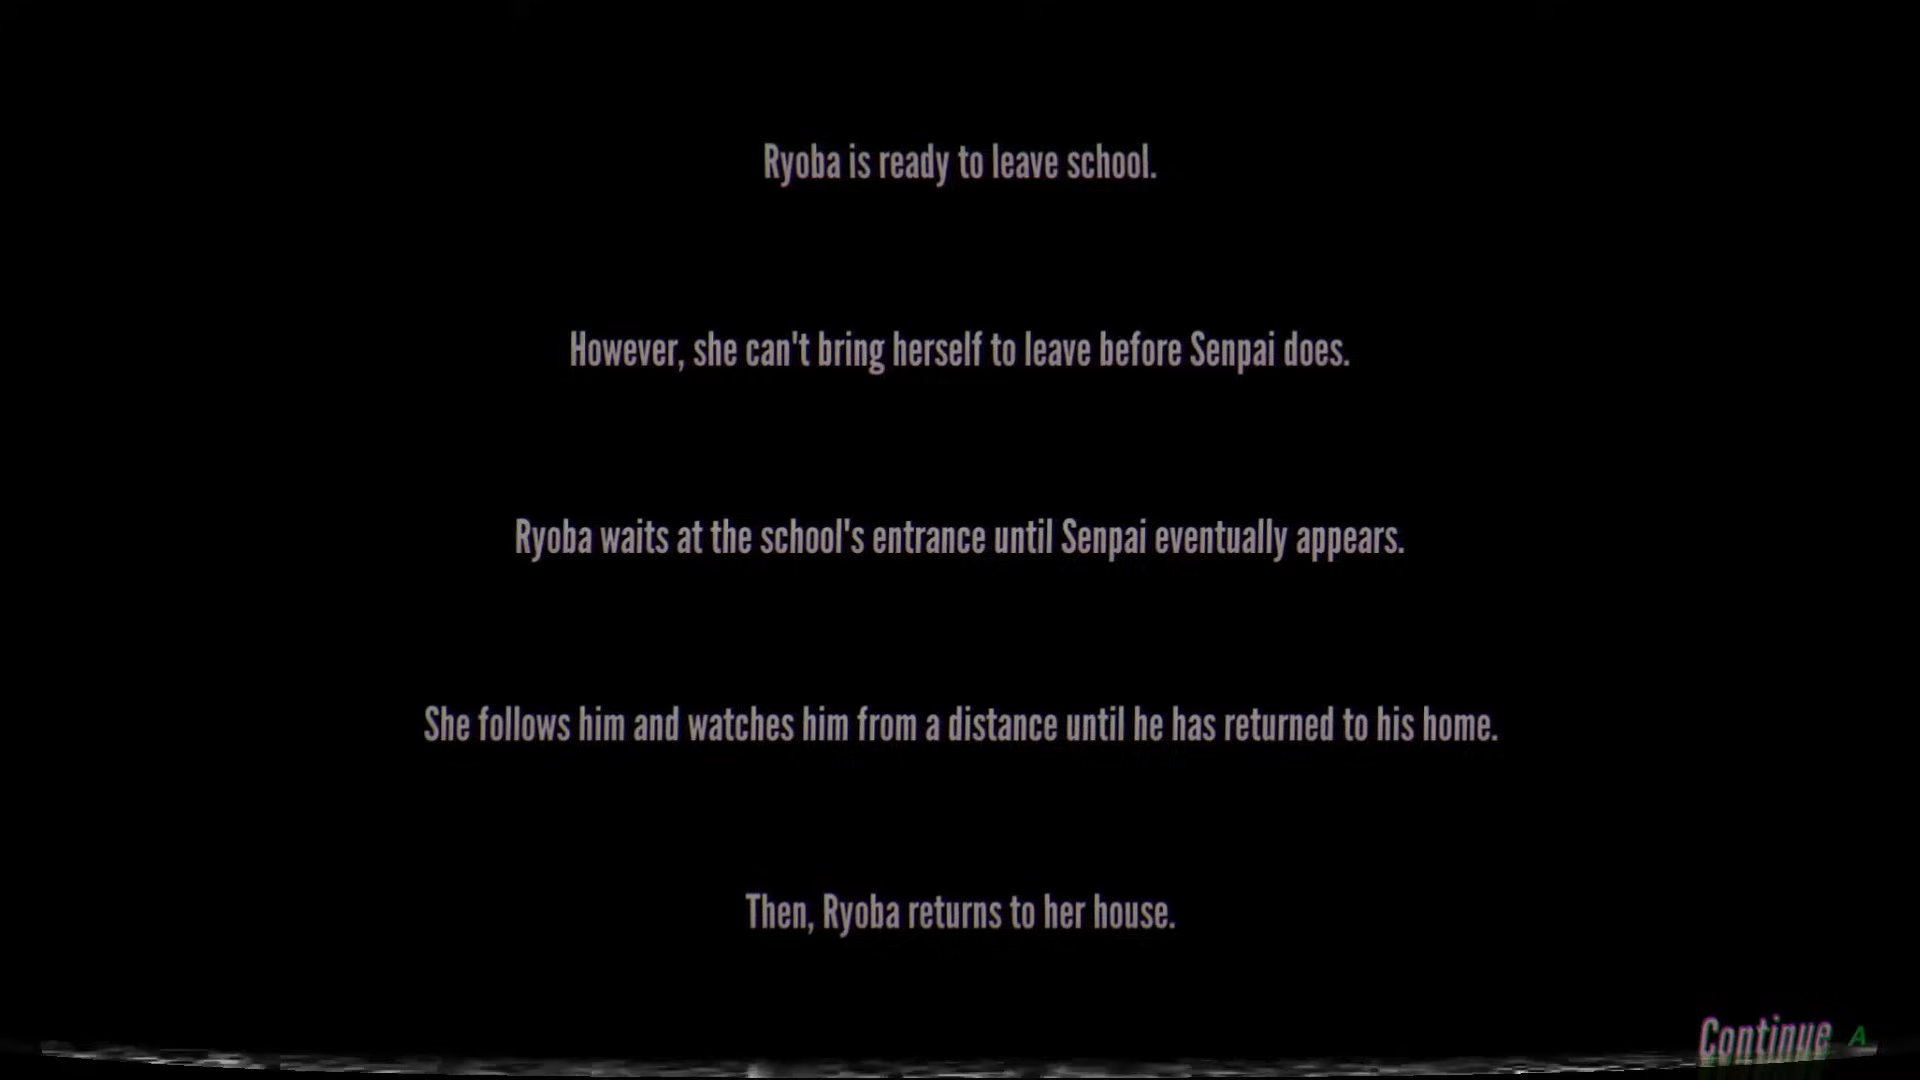 Ryoba is ready to leave school.
However, she can't bring herself to leave before Senpai does.
Ryoba waits at the school's entrance until Senpai eventually appears.
She follows him and watches him from a distance until he has returned to his home.
Then, Ryoba returns to her house.
Continue A